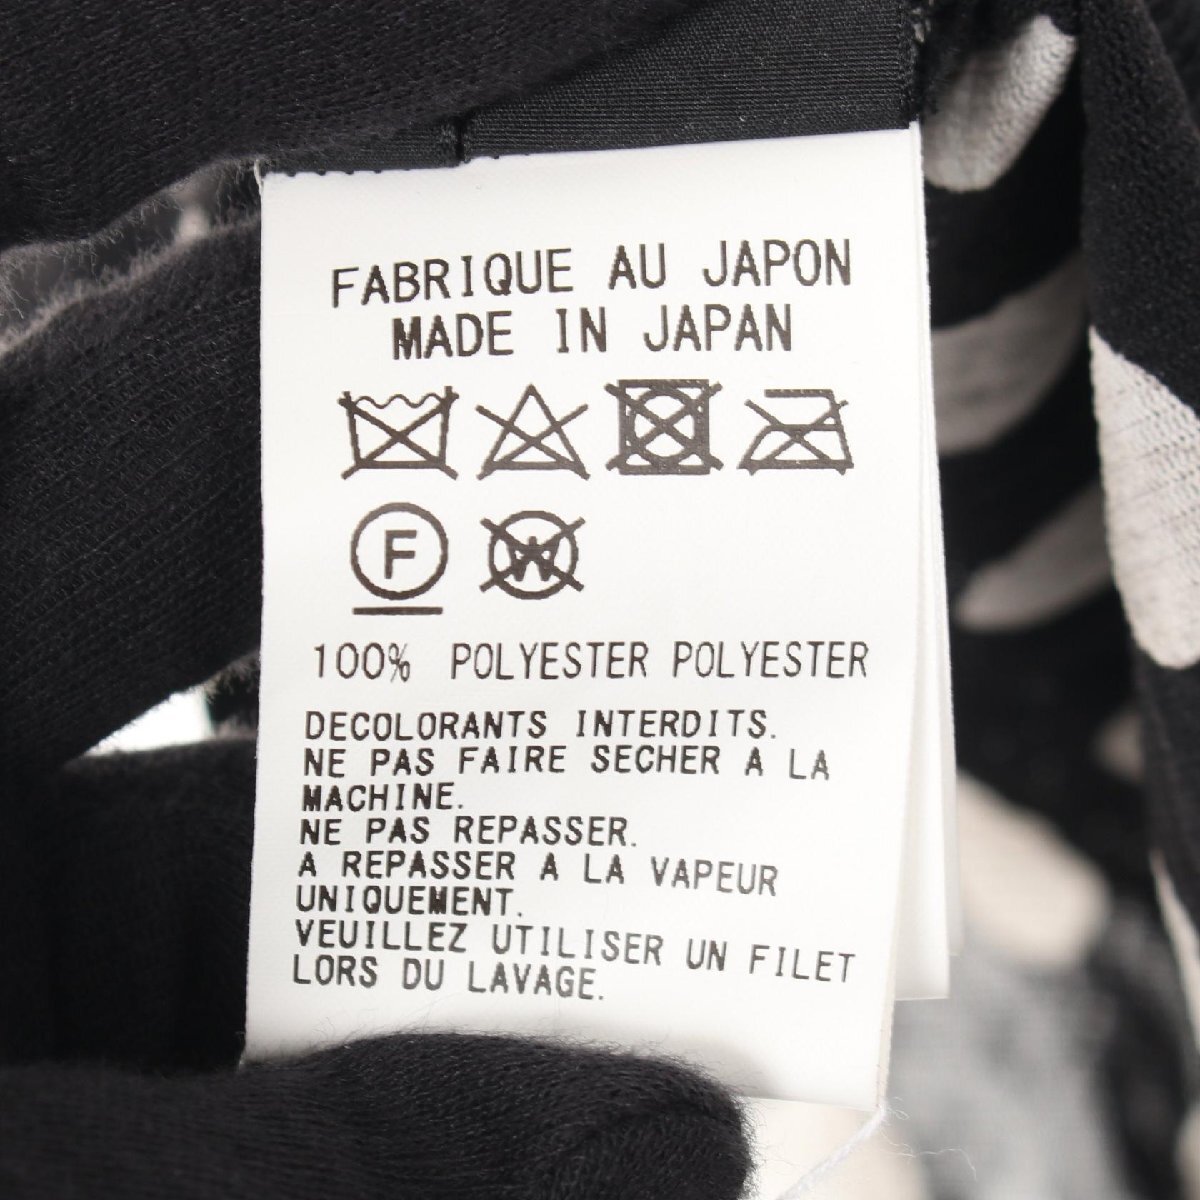 FABRIQUE AU JAPON
MADE IN JAPAN
F W
100% POLYESTER POLYESTER
DECOLORANTS INTERDITS.
NE PAS FAIRE SECHER A LA
MACHINE.
NE PAS REPASSER.
A REPASSER A LA VAPEUR
UNIQUEMENT.
VEUILLEZ UTILISER UN FILET
LORS DU LAVAGE.